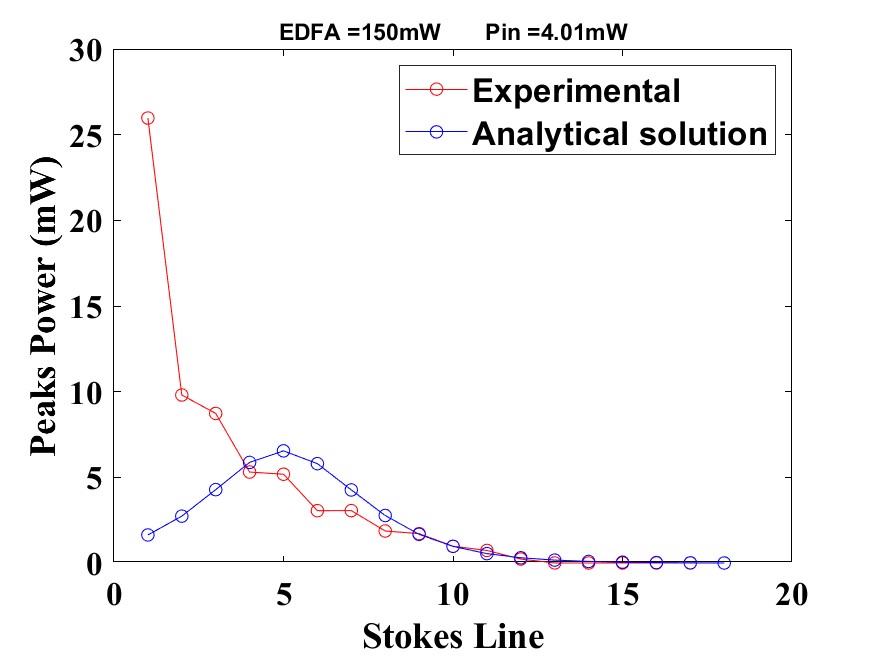 EDFA =150mW Pin =4.01mW
30
25
20
15
10
5
0
Peaks Power (mW)
Experimental
Analytical solution
0 5 10 15 20
Stokes Line